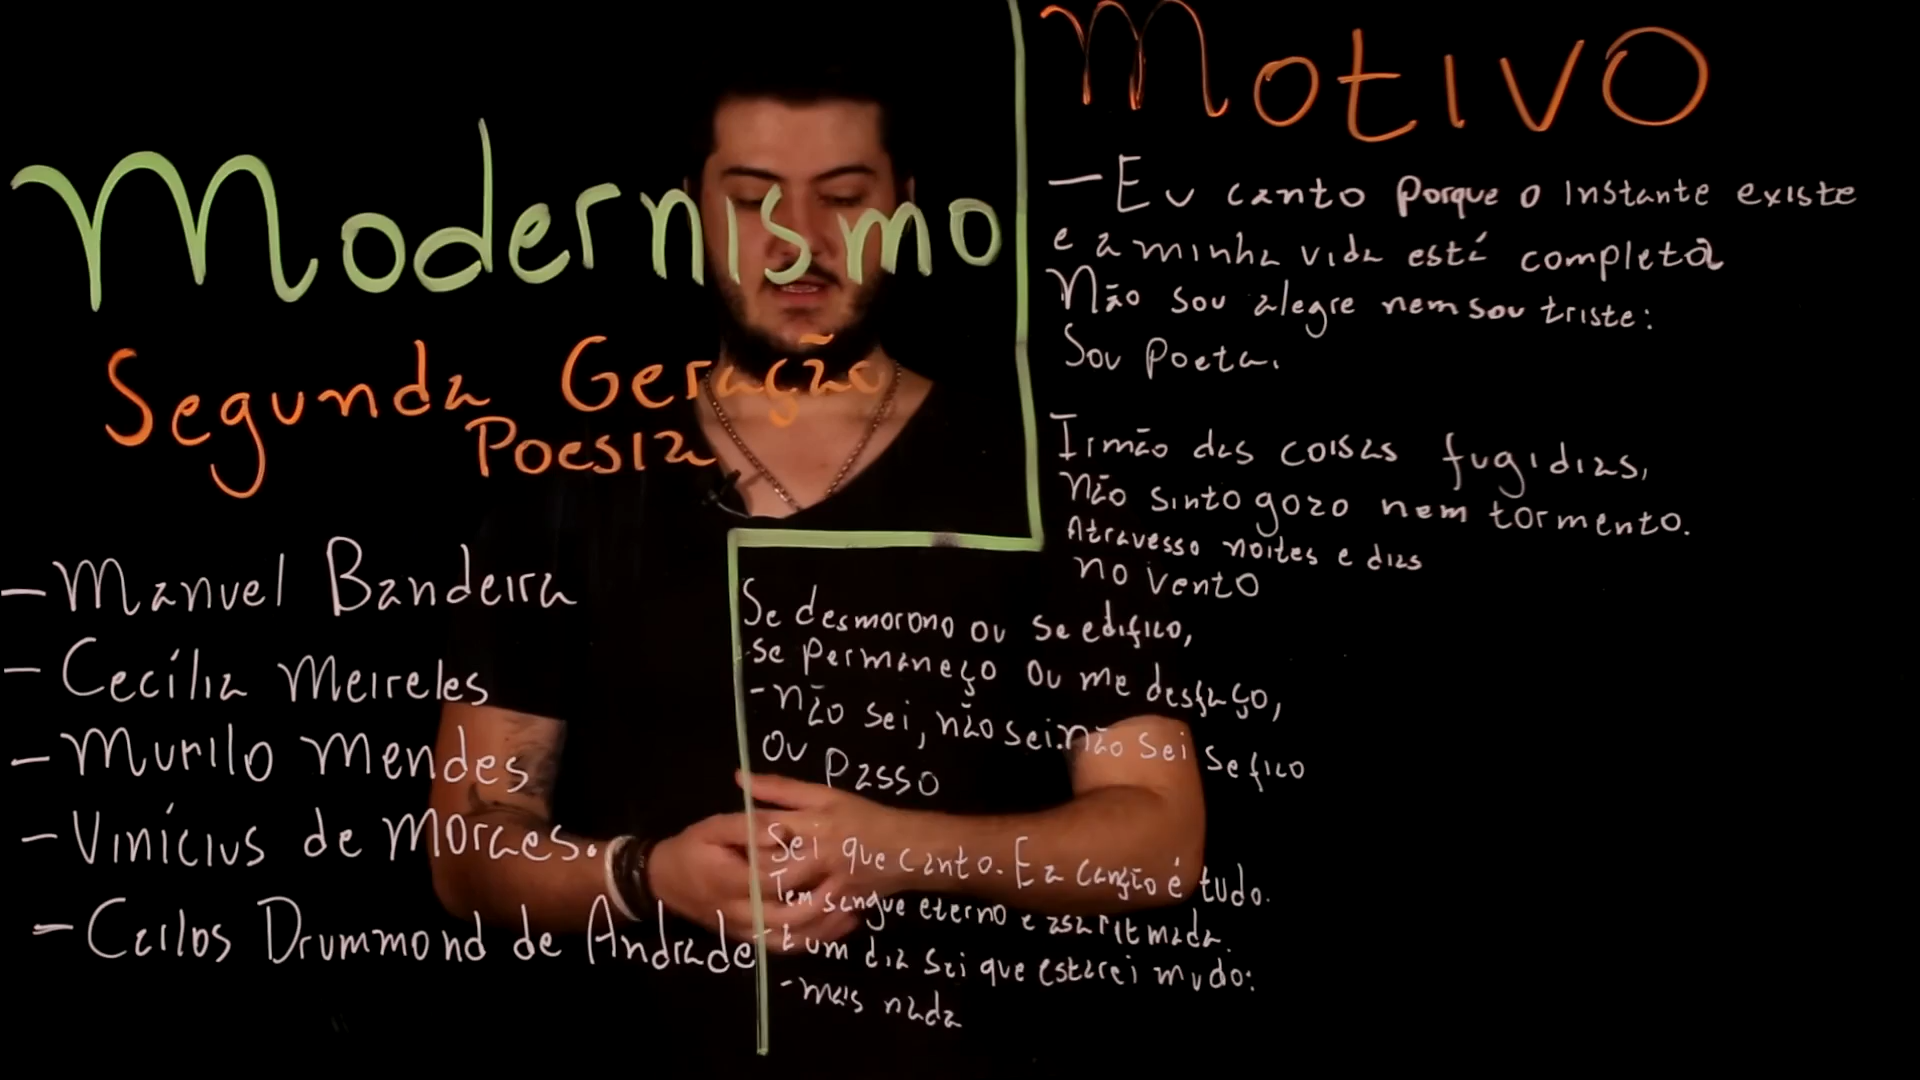 Modernismo
Segunda Geração
Poesia
- Manuel Bandeira
- Cecília Meireles
- Murilo Mendes
- Vinícius de Moraes.
- Carlos Drummond de Andrade
Motivo
- Eu canto porque o instante existe
e a minha vida está completa
Não sou alegre nem sou triste:
Sou poeta.
Irmão das coisas fugidias,
não sinto gozo nem tormento.
Atravesso noites e dias
no vento
Se desmorono ou se edifico,
se permaneço ou me desfaço,
- não sei, não sei. não sei se fico
ou passo
Sei que canto. E a canção é tudo.
Tem sangue eterno e asa ritmada.
E um dia sei que estarei mudo:
- mais nada